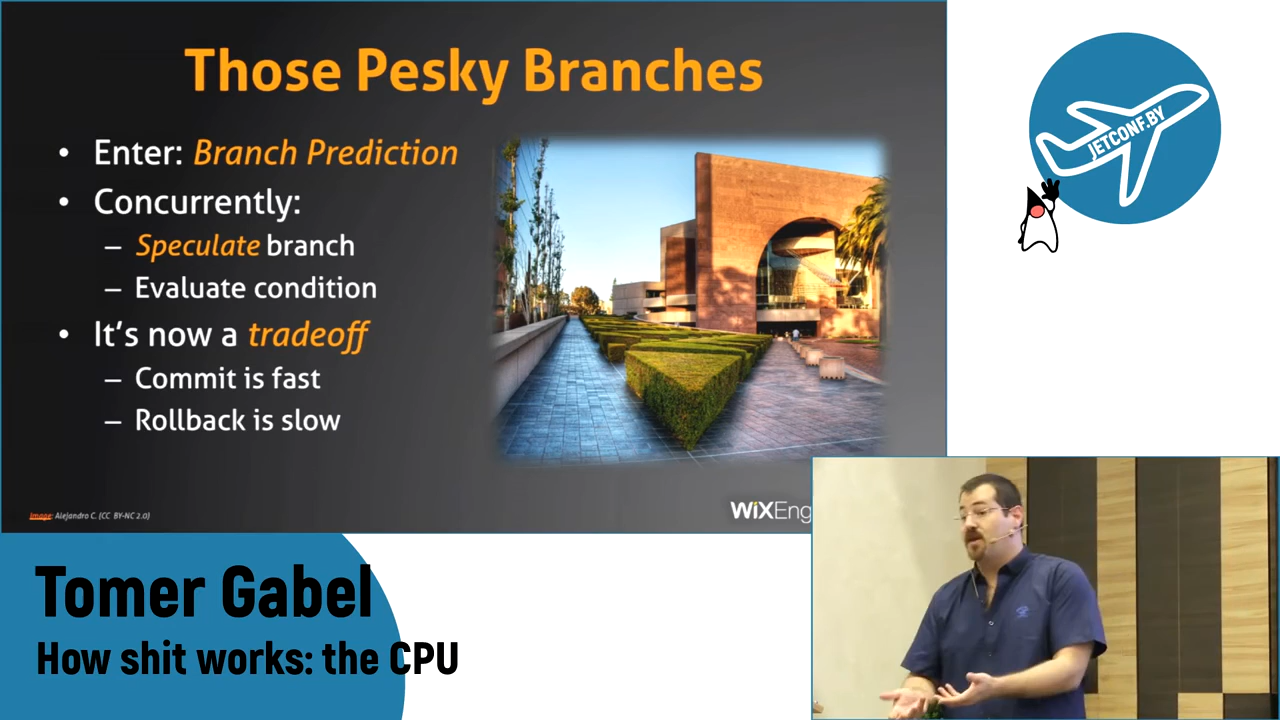 Those Pesky Branches
• Enter: Branch Prediction
• Concurrently:
– Speculate branch
– Evaluate condition
• It's now a tradeoff
– Commit is fast
– Rollback is slow
Image: Alejandro C. (CC BY-NC 2.0)
WiXEng
JETCONF.BY
Tomer Gabel
How shit works: the CPU